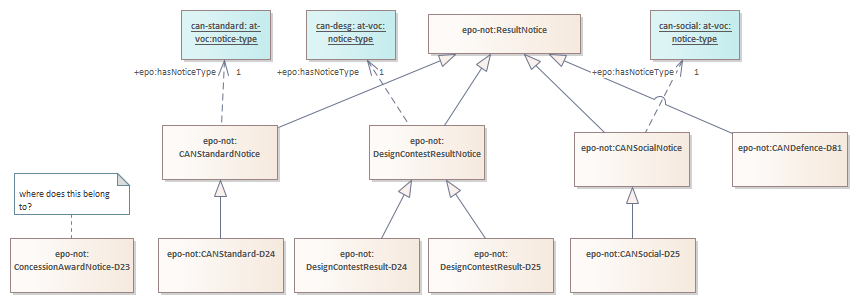 can-standard: at-
voc:notice-type
can-desg: at-voc:
notice-type
epo-not:ResultNotice
can-social: at-voc:
notice-type
+epo:hasNoticeType 1
+epo:hasNoticeType 1
+epo:hasNoticeType 1
epo-not:
CANStandardNotice
epo-not:
DesignContestResultNotice
epo-not:CANSocialNotice
epo-not:CANDefence-D81
where does this belong
to?
epo-not:
ConcessionAwardNotice-D23
epo-not:CANStandard-D24
epo-not:
DesignContestResult-D24
epo-not:
DesignContestResult-D25
epo-not:CANSocial-D25